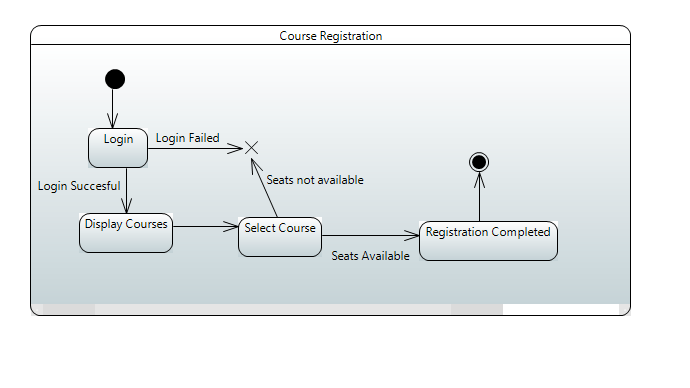 Course Registration
Login
Login Failed
Login Succesful
Seats not available
Display Courses
Select Course
Registration Completed
Seats Available